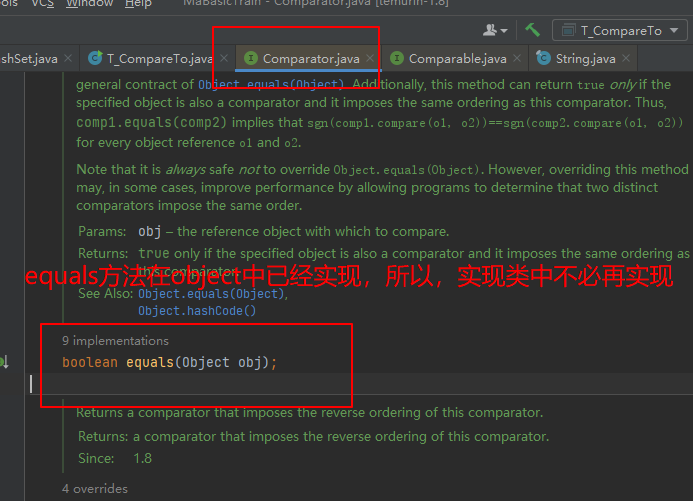 ols VCS Window Help MaBasicTrain - Comparator.java [temurin-1.8]
T_CompareTo
shSet.java T_CompareTo.java Comparator.java Comparable.java String.java
general contract of Object.equals(Object). Additionally, this method can return true only if the
specified object is also a comparator and it imposes the same ordering as this comparator. Thus,
comp1.equals(comp2) implies that sgn(comp1.compare(o1, o2))==sgn(comp2.compare(o1, o2))
for every object reference o1 and o2.
Note that it is always safe not to override Object.equals(Object). However, overriding this method
may, in some cases, improve performance by allowing programs to determine that two distinct
comparators impose the same order.
Params: obj – the reference object with which to compare.
Returns: true only if the specified object is also a comparator and it imposes the same ordering as
this comparator.
equals方法在object中已经实现，所以，实现类中不必再实现
See Also: Object.equals(Object),
Object.hashCode()
9 implementations
boolean equals(Object obj);
Returns a comparator that imposes the reverse ordering of this comparator.
Returns: a comparator that imposes the reverse ordering of this comparator.
Since: 1.8
4 overrides